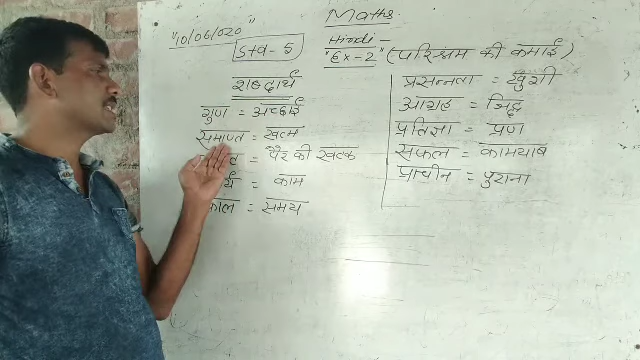 Maths
"10/06/020"
Std-5
Hindi-
"Ex-2" (परिश्रम की कमाई)
शब्दार्थ
गुण = अच्छाई
समाप्त = खत्म
= पैर की खटक
= काम
काल = समय
प्रसन्नता = खुशी
आग्रह = जिद्द
प्रतिज्ञा = प्रण
सफल = कामयाब
प्राचीन = पुराना